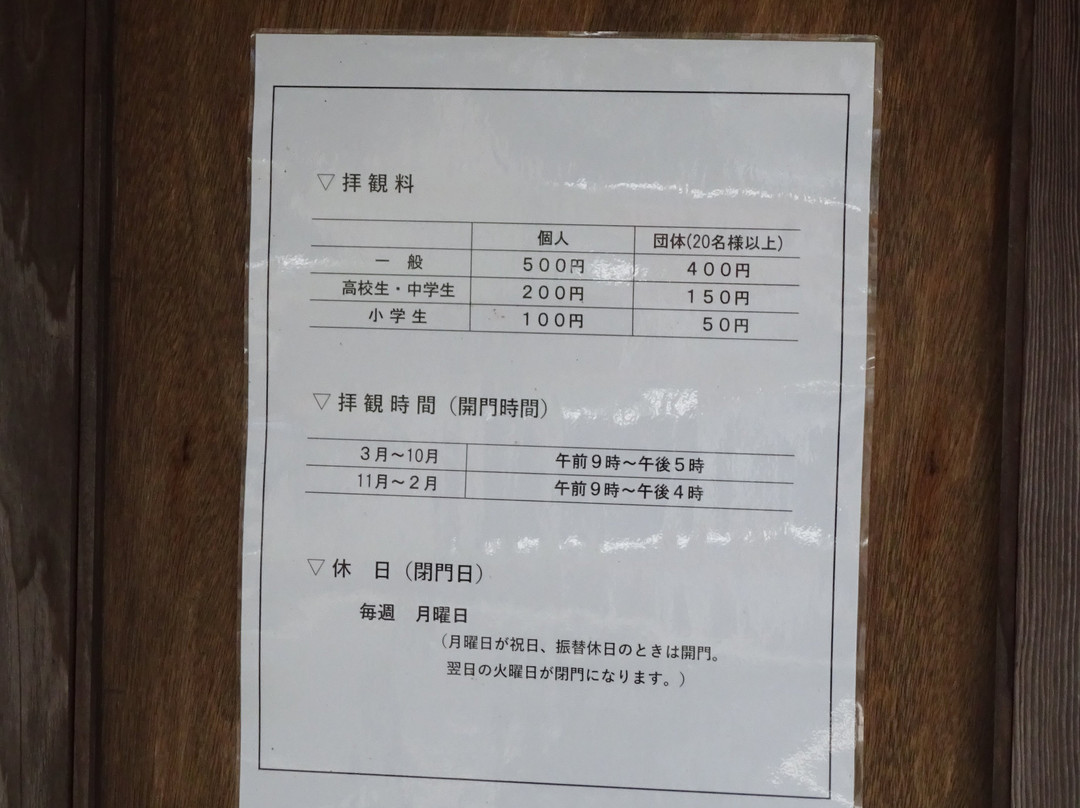 ▽拝観料
個人 団体(20名様以上)
一 般 500円 400円
高校生・中学生 200円 150円
小学生 100円 50円
▽拝観時間（開門時間）
3月～10月 午前9時～午後5時
11月～2月 午前9時～午後4時
▽休 日（閉門日）
毎週 月曜日
（月曜日が祝日、振替休日のときは開門。
翌日の火曜日が閉門になります。）